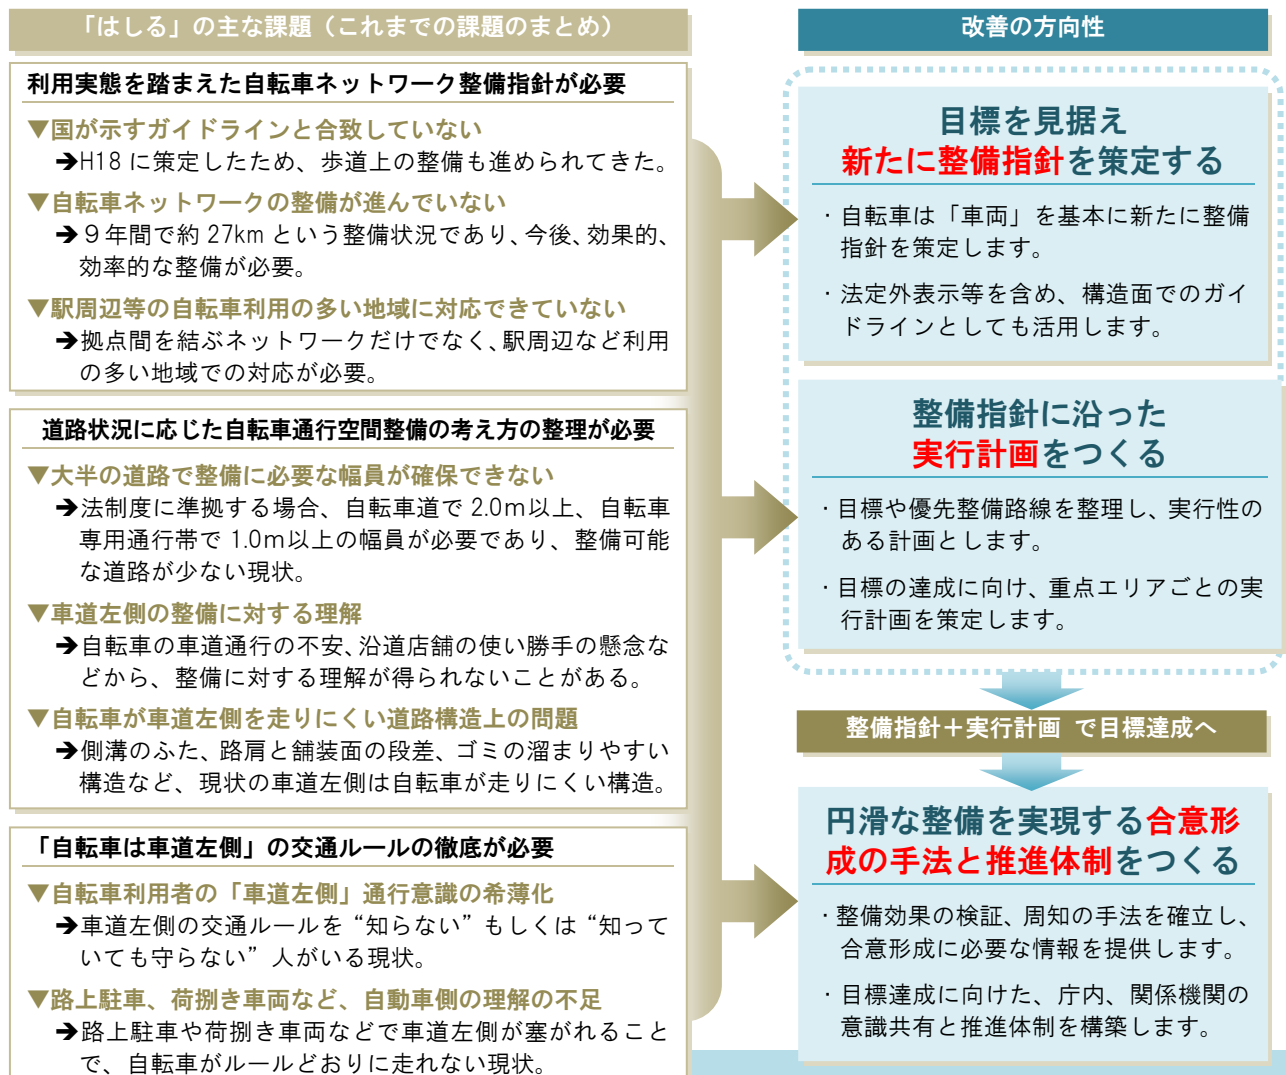 「はしる」の主な課題（これまでの課題のまとめ）
利用実態を踏まえた自転車ネットワーク整備指針が必要
▼国が示すガイドラインと合致していない
➔H18 に策定したため、歩道上の整備も進められてきた。
▼自転車ネットワークの整備が進んでいない
➔９年間で約 27km という整備状況であり、今後、効果的、
効率的な整備が必要。
▼駅周辺等の自転車利用の多い地域に対応できていない
➔拠点間を結ぶネットワークだけでなく、駅周辺など利用
の多い地域での対応が必要。
道路状況に応じた自転車通行空間整備の考え方の整理が必要
▼大半の道路で整備に必要な幅員が確保できない
➔法制度に準拠する場合、自転車道で 2.0ｍ以上、自転車
専用通行帯で 1.0ｍ以上の幅員が必要であり、整備可能
な道路が少ない現状。
▼車道左側の整備に対する理解
➔自転車の車道通行の不安、沿道店舗の使い勝手の懸念な
どから、整備に対する理解が得られないことがある。
▼自転車が車道左側を走りにくい道路構造上の問題
➔側溝のふた、路肩と舗装面の段差、ゴミの溜まりやすい
構造など、現状の車道左側は自転車が走りにくい構造。
「自転車は車道左側」の交通ルールの徹底が必要
▼自転車利用者の「車道左側」通行意識の希薄化
➔車道左側の交通ルールを“知らない”もしくは“知って
いても守らない”人がいる現状。
▼路上駐車、荷捌き車両など、自動車側の理解の不足
➔路上駐車や荷捌き車両などで車道左側が塞がれること
で、自転車がルールどおりに走れない現状。
改善の方向性
目標を見据え
新たに整備指針を策定する
・自転車は「車両」を基本に新たに整備
指針を策定します。
・法定外表示等を含め、構造面でのガイ
ドラインとしても活用します。
整備指針に沿った
実行計画をつくる
・目標や優先整備路線を整理し、実行性の
ある計画とします。
・目標の達成に向け、重点エリアごとの実
行計画を策定します。
整備指針＋実行計画 で目標達成へ
円滑な整備を実現する合意形
成の手法と推進体制をつくる
・整備効果の検証、周知の手法を確立し、
合意形成に必要な情報を提供します。
・目標達成に向けた、庁内、関係機関の
意識共有と推進体制を構築します。